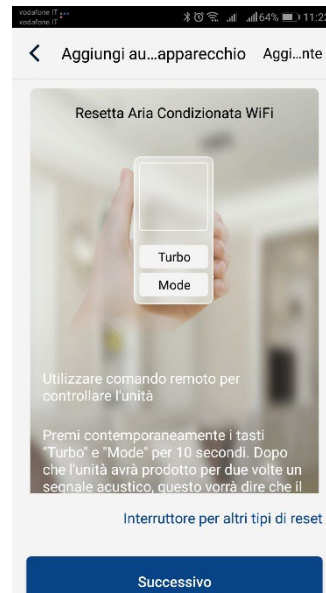 vodafone IT
vodafone IT
64% 11:22
Aggiungi au...apparecchio Aggi...nte
Resetta Aria Condizionata WiFi
Turbo
Mode
Utilizzare comando remoto per
controllare l'unità
Premi contemporaneamente i tasti
"Turbo" e "Mode" per 10 secondi. Dopo
che l'unità avrà prodotto per due volte un
segnale acustico, questo vorrà dire che il
Interruttore per altri tipi di reset
Successivo